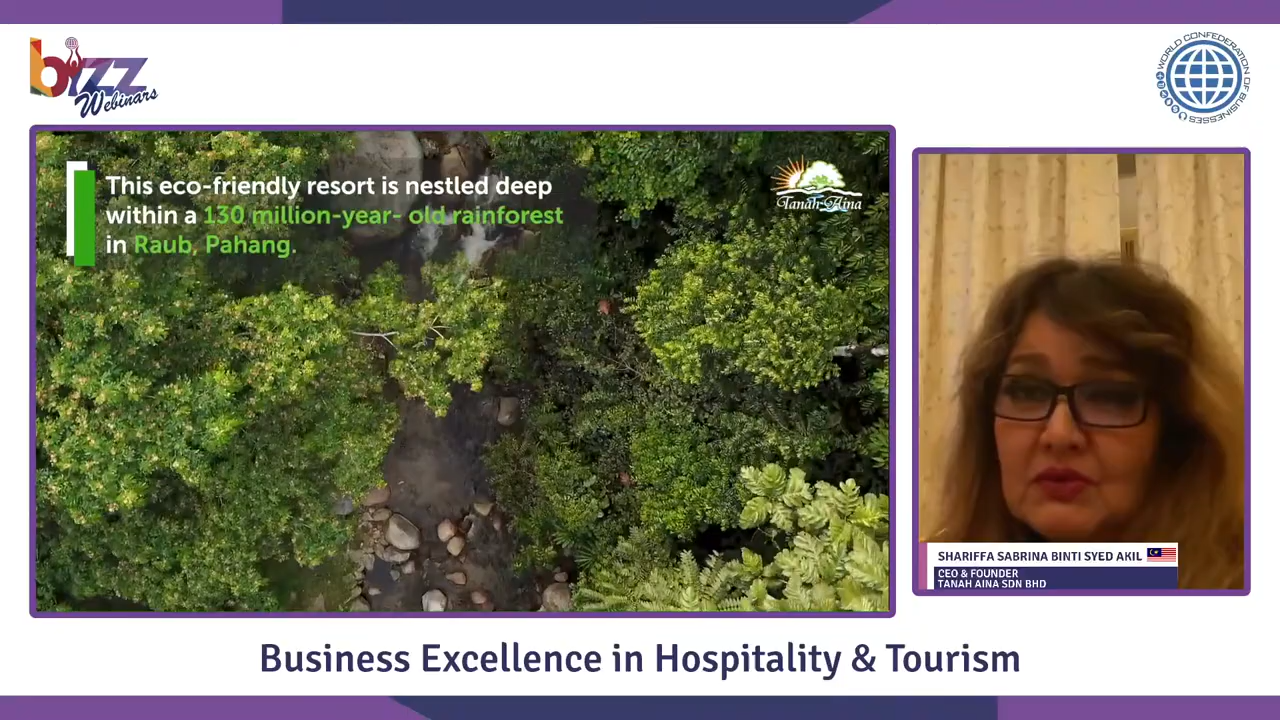 bizz
Webinars
WORLD CONFEDERATION OF BUSINESSES
This eco-friendly resort is nestled deep
within a 130 million-year- old rainforest
in Raub, Pahang.
Tanah Aina
SHARIFFA SABRINA BINTI SYED AKIL
CEO & FOUNDER
TANAH AINA SDN BHD
Business Excellence in Hospitality & Tourism